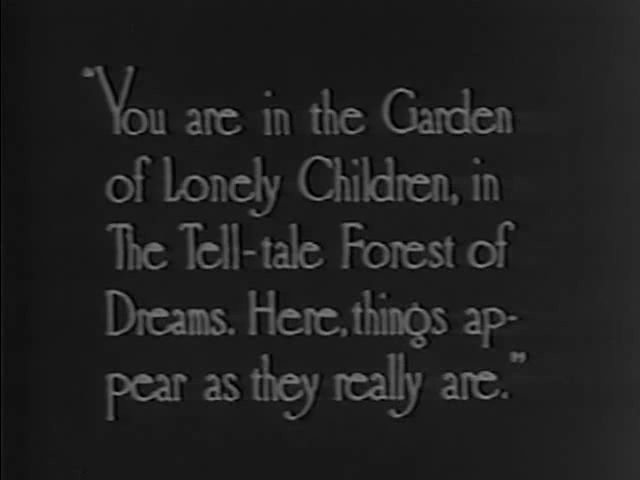 “You are in the Garden
of Lonely Children, in
The Tell-tale Forest of
Dreams. Here, things ap-
pear as they really are.”